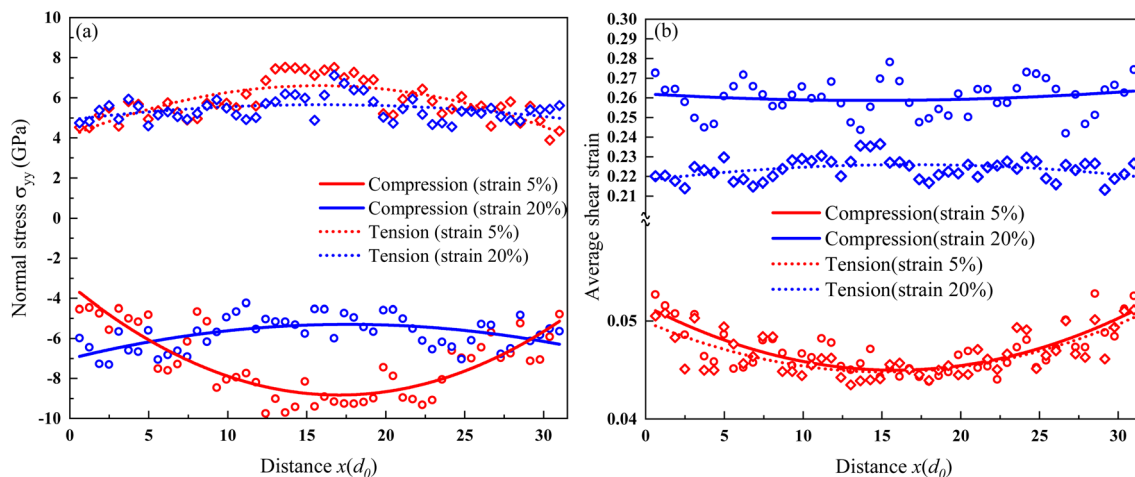 (a)
10
8
6
4
2
0
-2
-4
-6
-8
-10
Normal stress σyy (GPa)
Compression (strain 5%)
Compression (strain 20%)
Tension (strain 5%)
Tension (strain 20%)
0 5 10 15 20 25 30
Distance x(d0)
(b)
0.30
0.29
0.28
0.27
0.26
0.25
0.24
0.23
0.22
0.21
0.05
0.04
Average shear strain
Compression(strain 5%)
Compression(strain 20%)
Tension(strain 5%)
Tension(strain 20%)
0 5 10 15 20 25 30
Distance x(d0)